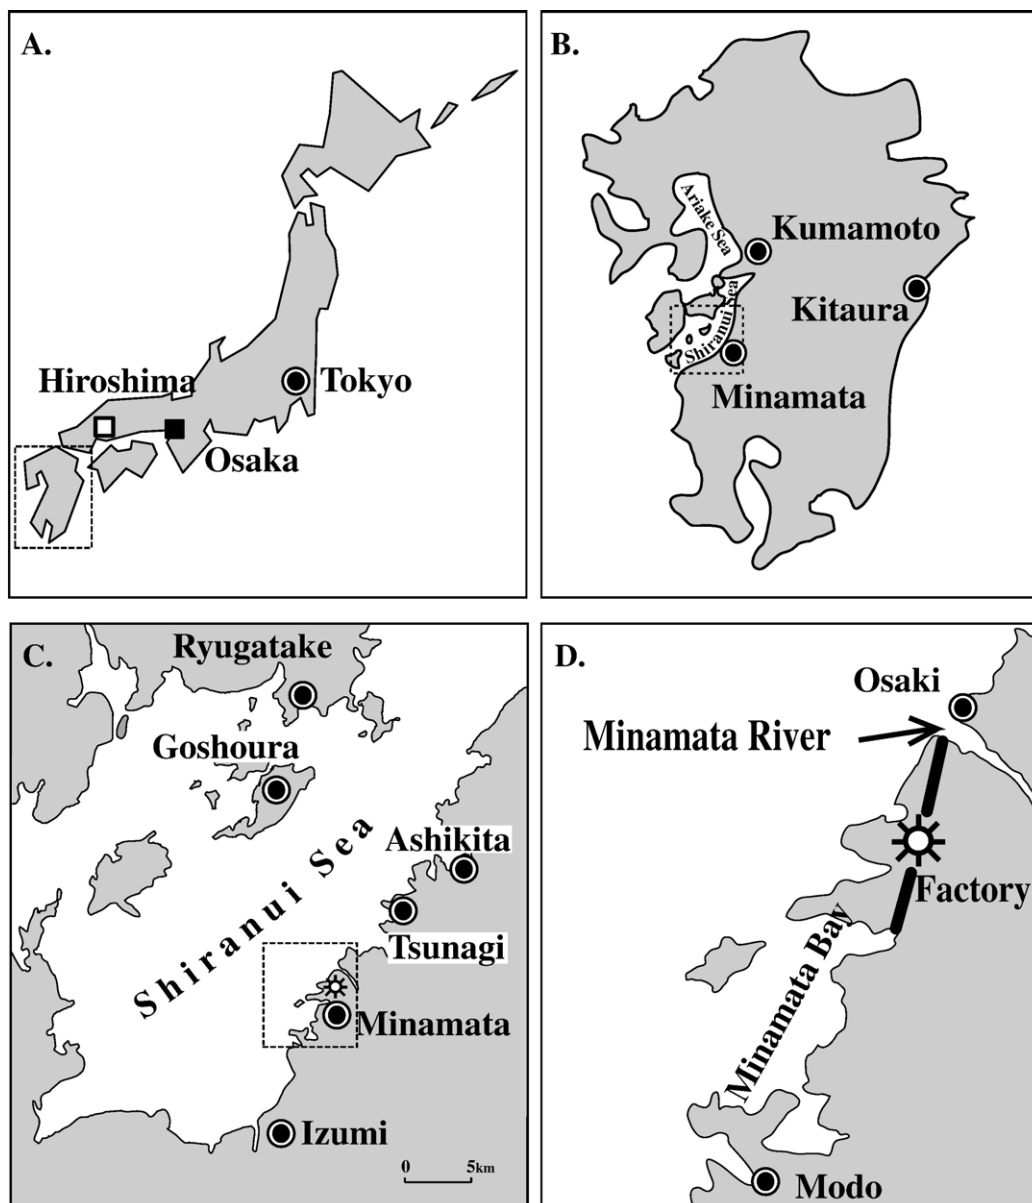 A.
Hiroshima
Tokyo
Osaka
B.
Ariake Sea
Kumamoto
Kitaura
Shiranui Sea
Minamata
C.
Ryugatake
Goshoura
Ashikita
Shiranui Sea
Tsunagi
Minamata
Izumi
0 5km
D.
Osaki
Minamata River
Factory
Minamata Bay
Modo